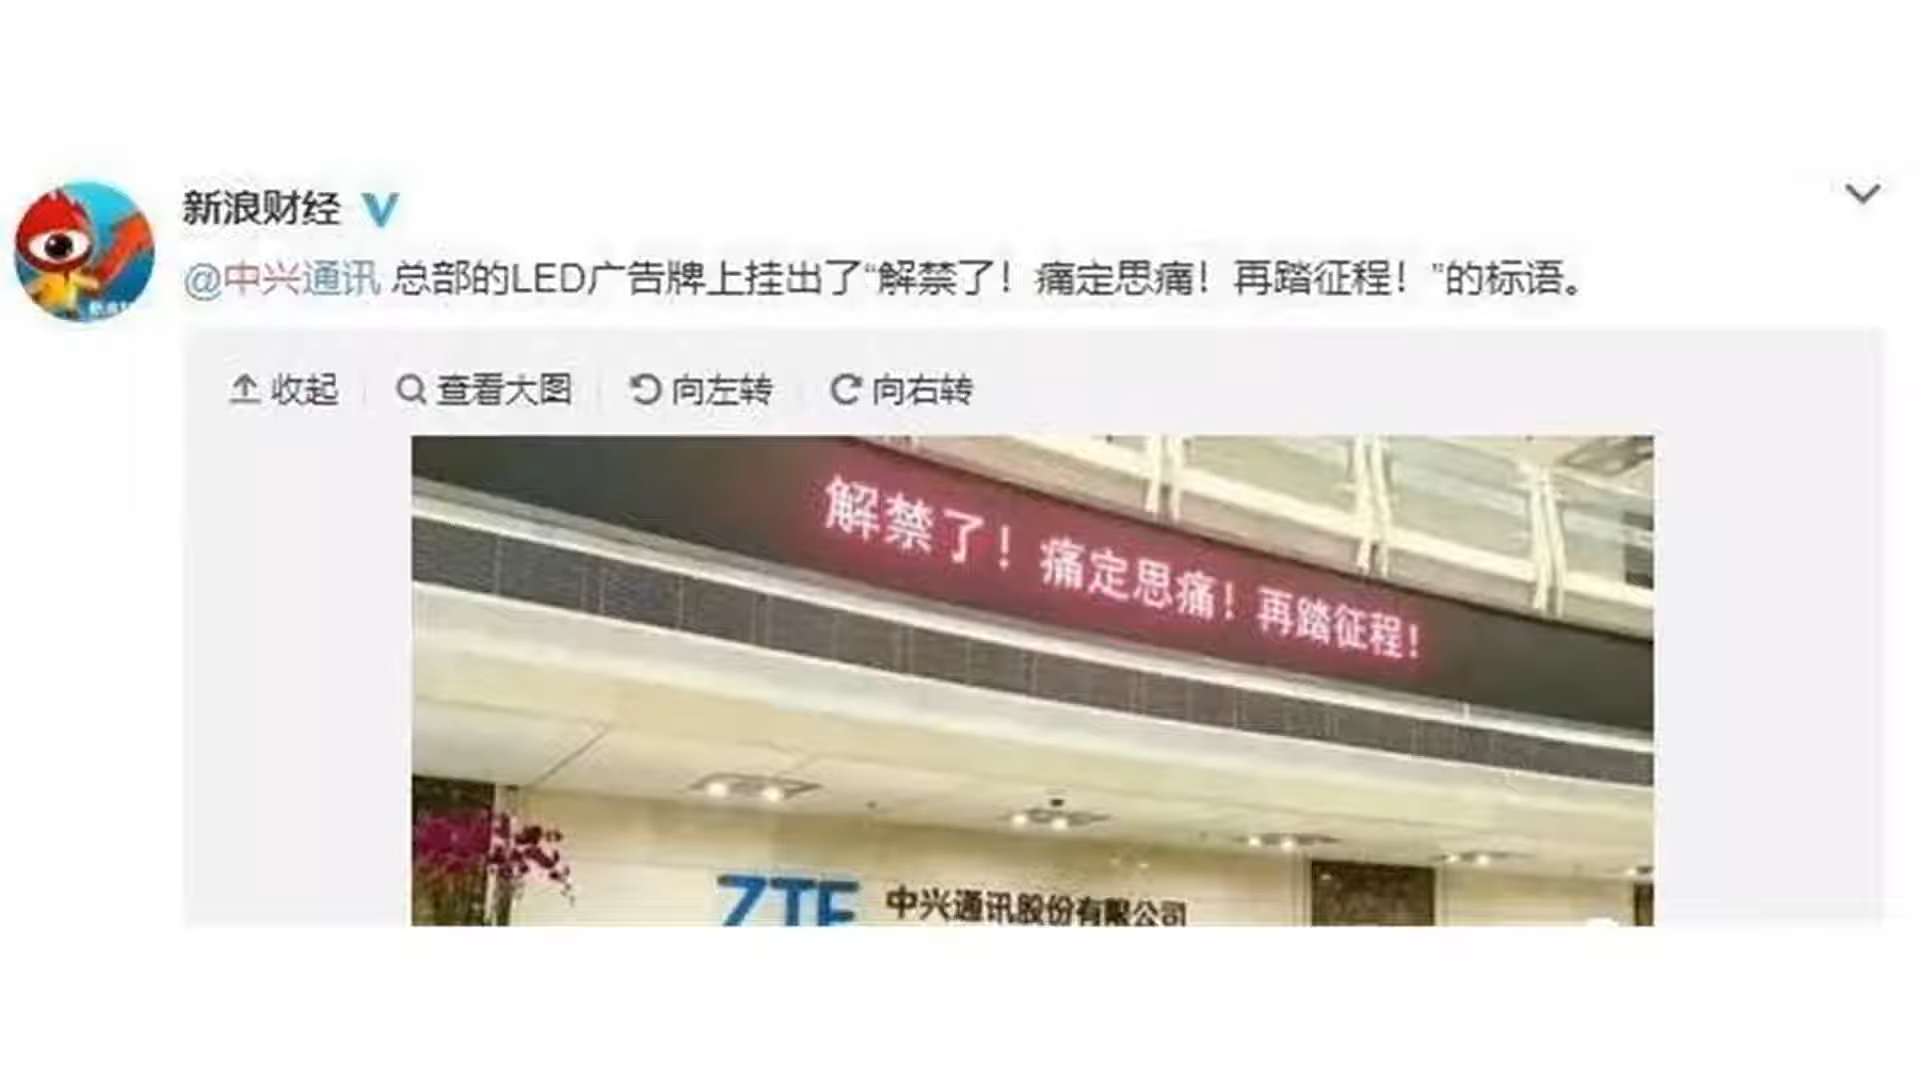 新浪财经
@中兴通讯 总部的LED广告牌上挂出了“解禁了！痛定思痛！再踏征程！”的标语。
收起 查看大图 向左转 向右转
解禁了！痛定思痛！再踏征程！
ZTE 中兴通讯股份有限公司